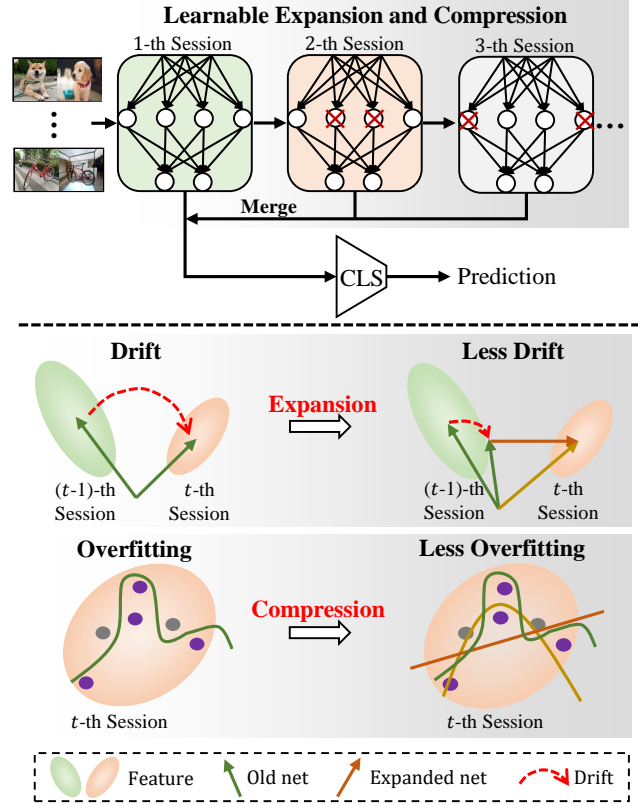 Learnable Expansion and Compression
1-th Session
2-th Session
3-th Session
Merge
CLS
Prediction
Drift
Less Drift
Expansion
(t-1)-th
Session
t-th
Session
(t-1)-th
Session
t-th
Session
Overfitting
Less Overfitting
Compression
t-th Session
t-th Session
Feature
Old net
Expanded net
Drift